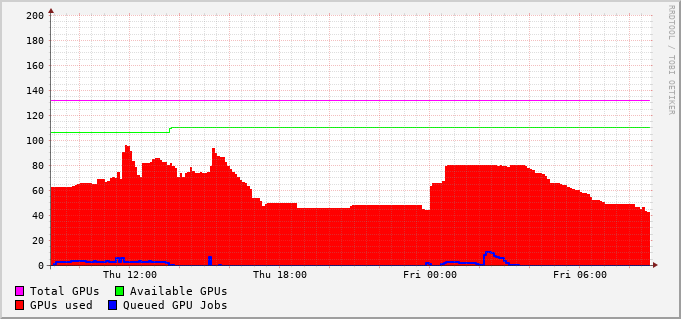 200
180
160
140
120
100
80
60
40
20
0
Thu 12:00 Thu 18:00 Fri 00:00 Fri 06:00
Total GPUs Available GPUs
GPUs used Queued GPU Jobs
RRDTOOL / TOBI OETIKER